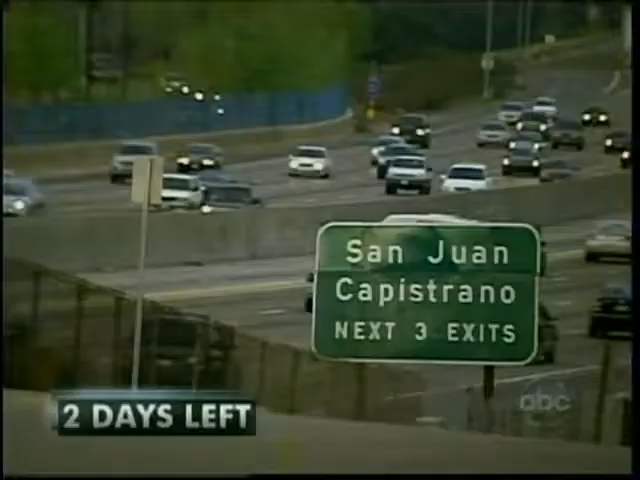 San Juan
Capistrano
NEXT 3 EXITS
abc
2 DAYS LEFT